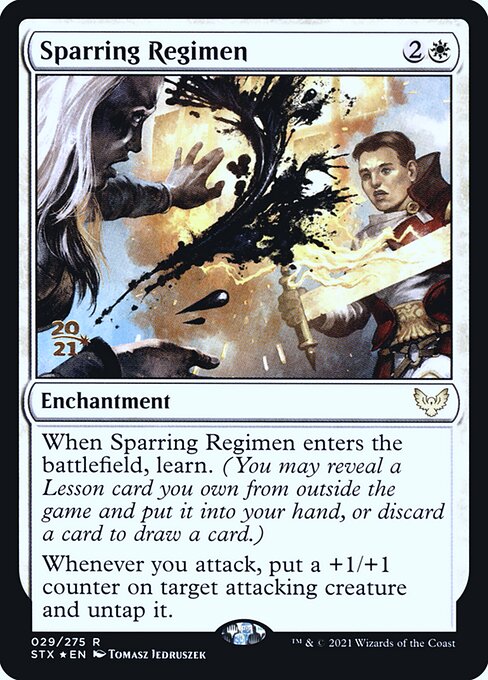 Sparring Regimen 2
20
21
Enchantment
When Sparring Regimen enters the
battlefield, learn. (You may reveal a
Lesson card you own from outside the
game and put it into your hand, or discard
a card to draw a card.)
Whenever you attack, put a +1/+1
counter on target attacking creature
and untap it.
029/275 R
STX ★ EN Tomasz Jedruszek
™ & © 2021 Wizards of the Coast